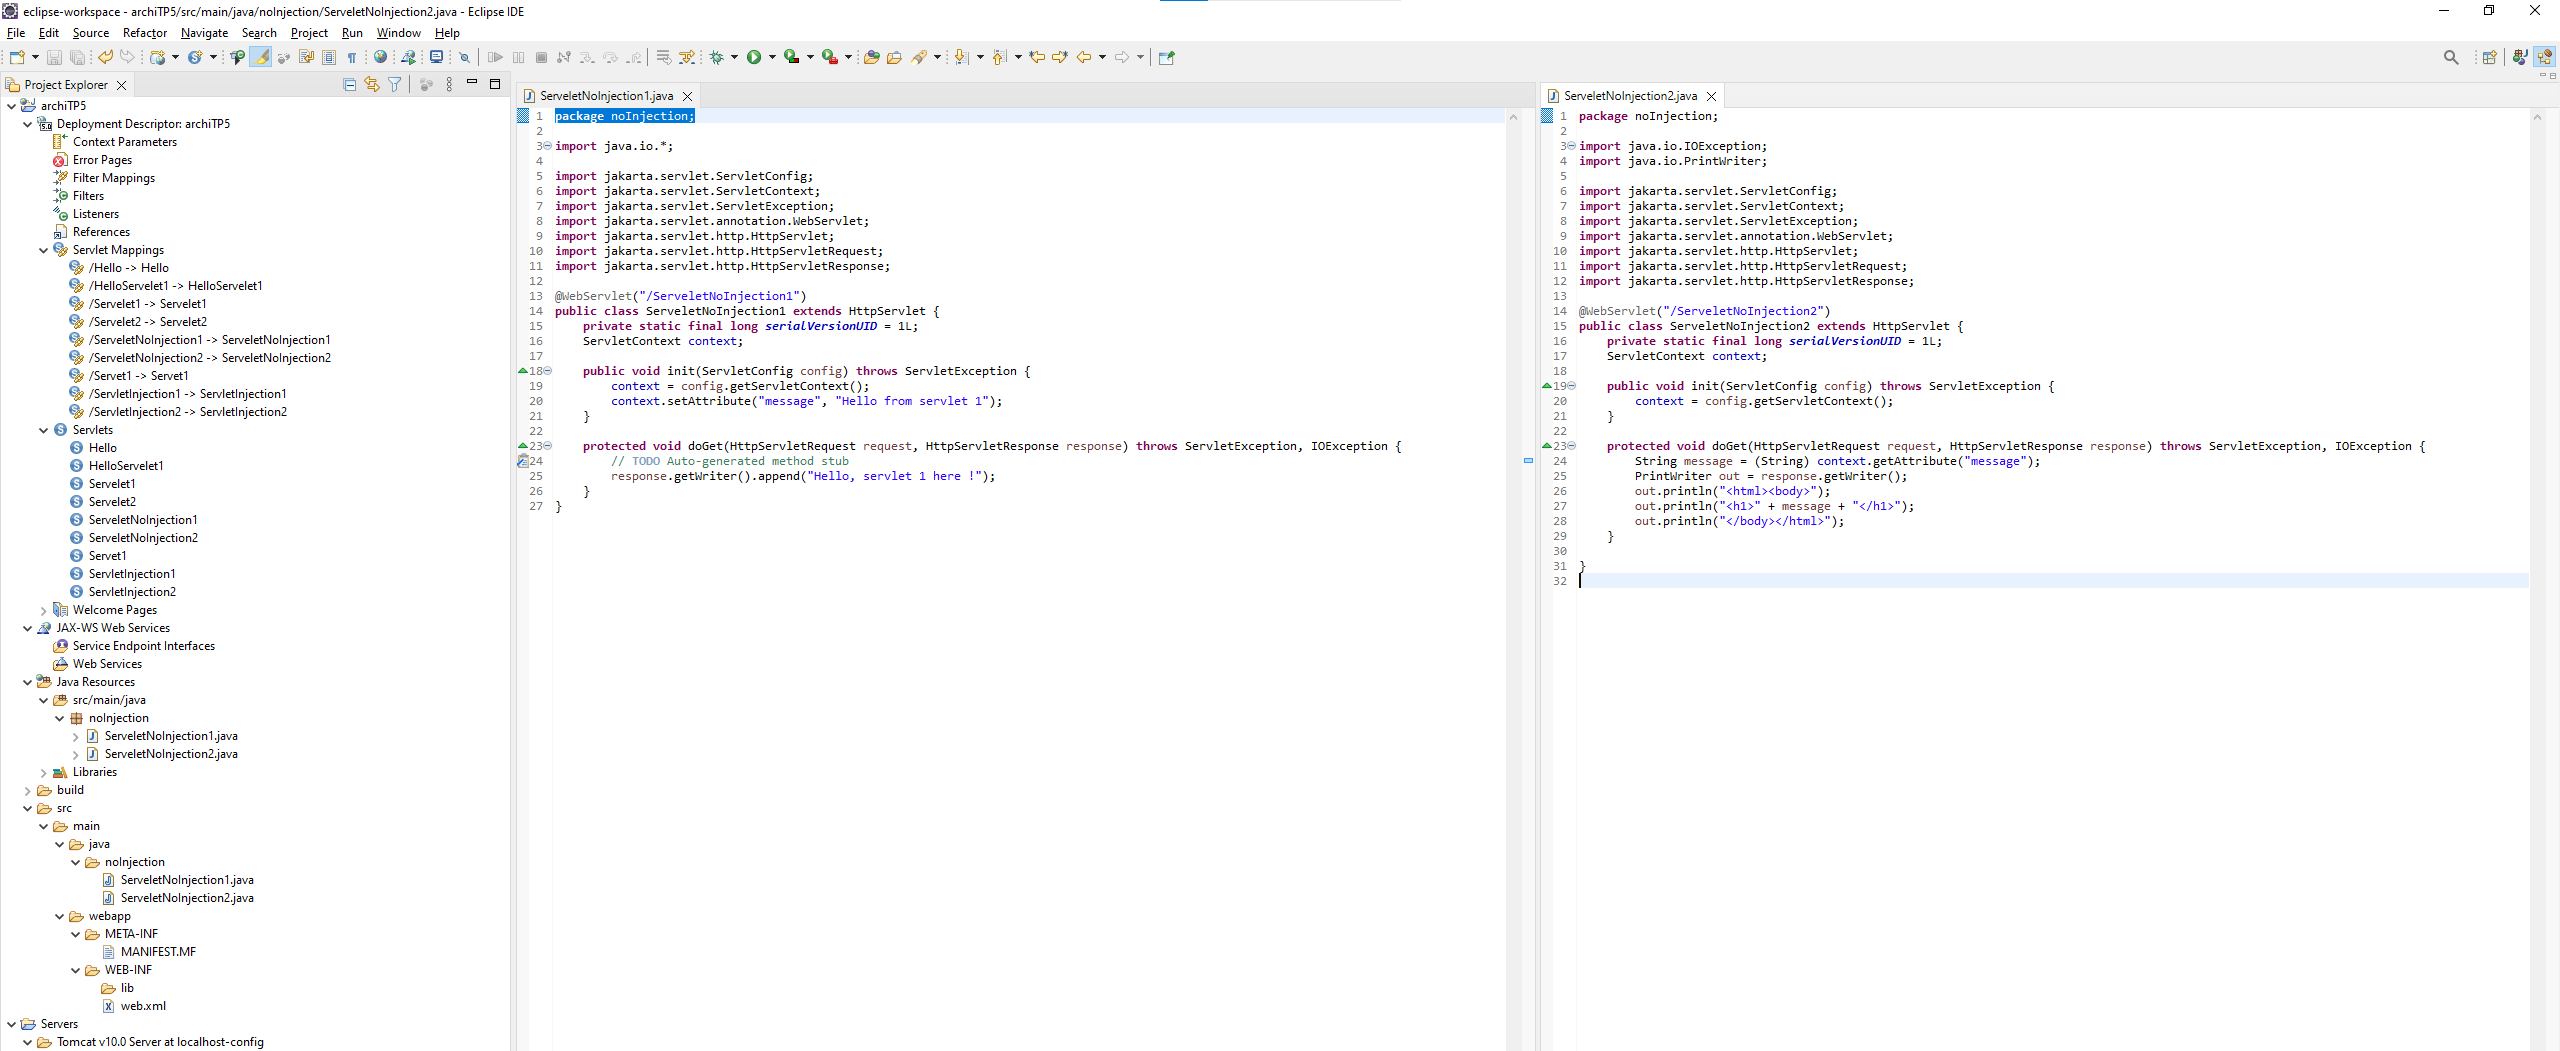 eclipse-workspace - archiTP5/src/main/java/noInjection/ServeletNoInjection2.java - Eclipse IDE
File Edit Source Refactor Navigate Search Project Run Window Help
Project Explorer
archiTP5
Deployment Descriptor: archiTP5
Context Parameters
Error Pages
Filter Mappings
Filters
Listeners
References
Servlet Mappings
/Hello -> Hello
/HelloServelet1 -> HelloServelet1
/Servelet1 -> Servelet1
/Servelet2 -> Servelet2
/ServeletNoInjection1 -> ServeletNoInjection1
/ServeletNoInjection2 -> ServeletNoInjection2
/Servet1 -> Servet1
/ServletInjection1 -> ServletInjection1
/ServletInjection2 -> ServletInjection2
Servlets
Hello
HelloServelet1
Servelet1
Servelet2
ServeletNoInjection1
ServeletNoInjection2
Servet1
ServletInjection1
ServletInjection2
Welcome Pages
JAX-WS Web Services
Service Endpoint Interfaces
Web Services
Java Resources
src/main/java
noInjection
ServeletNoInjection1.java
ServeletNoInjection2.java
Libraries
build
src
main
java
noInjection
ServeletNoInjection1.java
ServeletNoInjection2.java
webapp
META-INF
MANIFEST.MF
WEB-INF
lib
web.xml
Servers
Tomcat v10.0 Server at localhost-config
ServeletNoInjection1.java
1 package noInjection;
2
3 import java.io.*;
4
5 import jakarta.servlet.ServletConfig;
6 import jakarta.servlet.ServletContext;
7 import jakarta.servlet.ServletException;
8 import jakarta.servlet.annotation.WebServlet;
9 import jakarta.servlet.http.HttpServlet;
10 import jakarta.servlet.http.HttpServletRequest;
11 import jakarta.servlet.http.HttpServletResponse;
12
13 @WebServlet("/ServeletNoInjection1")
14 public class ServeletNoInjection1 extends HttpServlet {
15     private static final long serialVersionUID = 1L;
16     ServletContext context;
17
18     public void init(ServletConfig config) throws ServletException {
19         context = config.getServletContext();
20         context.setAttribute("message", "Hello from servlet 1");
21     }
22
23     protected void doGet(HttpServletRequest request, HttpServletResponse response) throws ServletException, IOException {
24         // TODO Auto-generated method stub
25         response.getWriter().append("Hello, servlet 1 here !");
26     }
27 }
ServeletNoInjection2.java
1 package noInjection;
2
3 import java.io.IOException;
4 import java.io.PrintWriter;
5
6 import jakarta.servlet.ServletConfig;
7 import jakarta.servlet.ServletContext;
8 import jakarta.servlet.ServletException;
9 import jakarta.servlet.annotation.WebServlet;
10 import jakarta.servlet.http.HttpServlet;
11 import jakarta.servlet.http.HttpServletRequest;
12 import jakarta.servlet.http.HttpServletResponse;
13
14 @WebServlet("/ServeletNoInjection2")
15 public class ServeletNoInjection2 extends HttpServlet {
16     private static final long serialVersionUID = 1L;
17     ServletContext context;
18
19     public void init(ServletConfig config) throws ServletException {
20         context = config.getServletContext();
21     }
22
23     protected void doGet(HttpServletRequest request, HttpServletResponse response) throws ServletException, IOException {
24         String message = (String) context.getAttribute("message");
25         PrintWriter out = response.getWriter();
26         out.println("<html><body>");
27         out.println("<h1>" + message + "</h1>");
28         out.println("</body></html>");
29     }
30
31 }
32